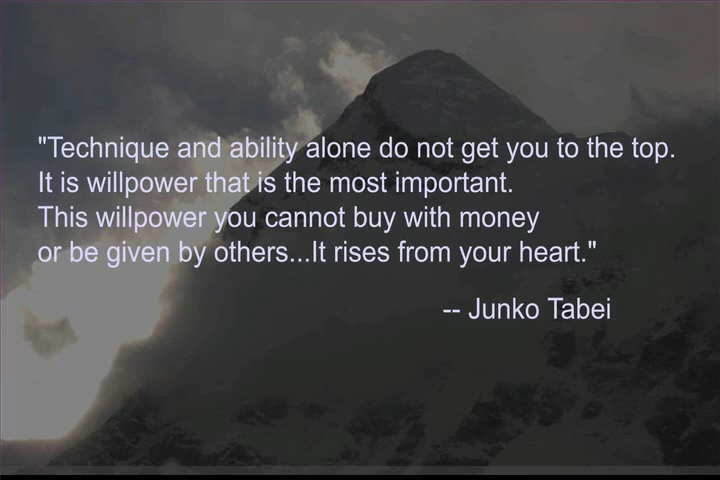 "Technique and ability alone do not get you to the top.
It is willpower that is the most important.
This willpower you cannot buy with money
or be given by others...It rises from your heart."
-- Junko Tabei